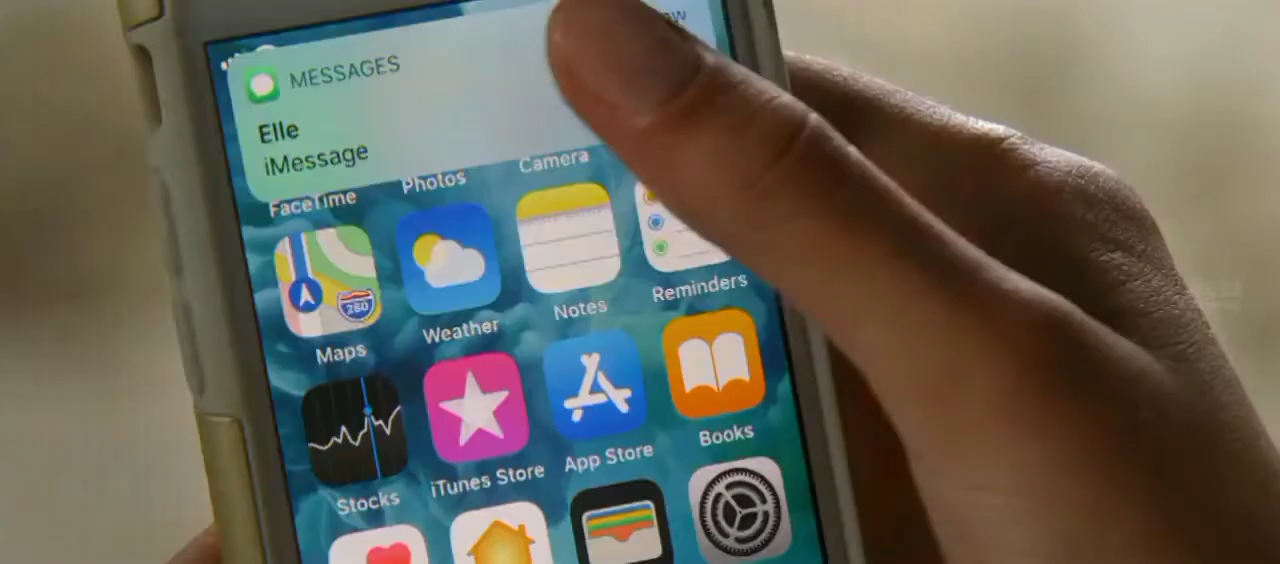 MESSAGES
Elle
iMessage
FaceTime Photos Camera
Maps Weather Notes Reminders
280
Stocks iTunes Store App Store Books